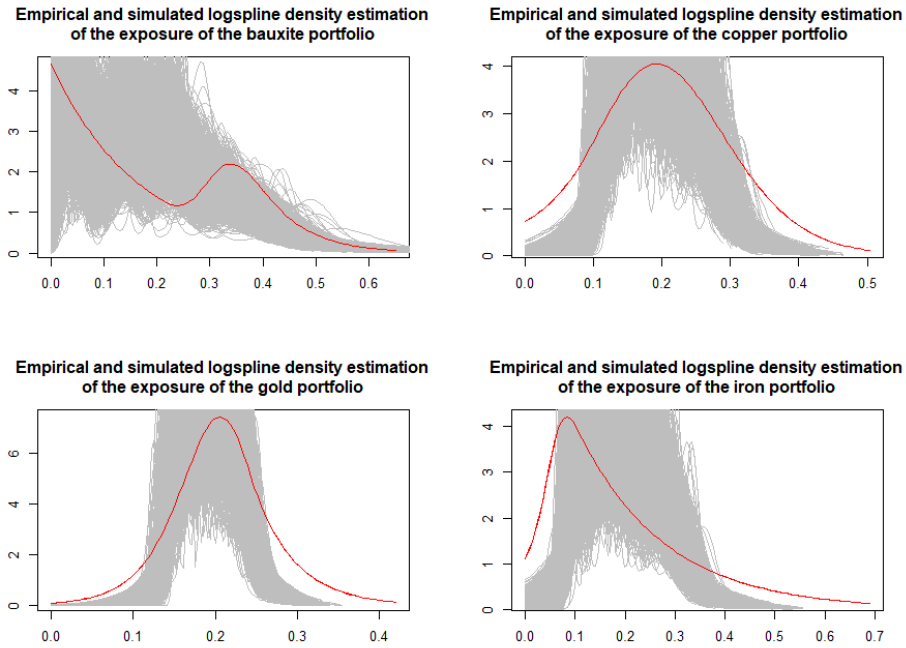 Empirical and simulated logspline density estimation
of the exposure of the bauxite portfolio
4
3
2
1
0
0.0 0.1 0.2 0.3 0.4 0.5 0.6
Empirical and simulated logspline density estimation
of the exposure of the copper portfolio
4
3
2
1
0
0.0 0.1 0.2 0.3 0.4 0.5
Empirical and simulated logspline density estimation
of the exposure of the gold portfolio
6
4
2
0
0.0 0.1 0.2 0.3 0.4
Empirical and simulated logspline density estimation
of the exposure of the iron portfolio
4
3
2
1
0
0.0 0.1 0.2 0.3 0.4 0.5 0.6 0.7